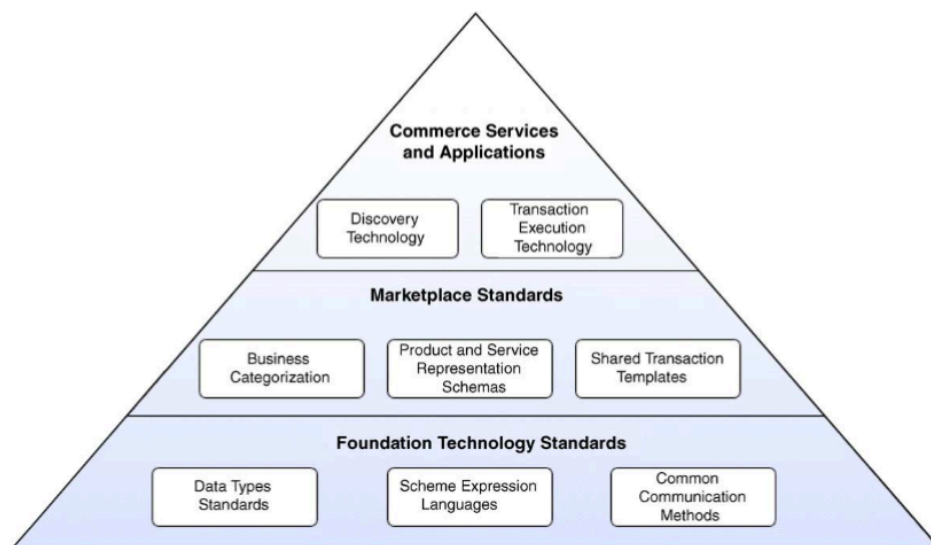 Commerce Services
and Applications
Discovery
Technology
Transaction
Execution
Technology
Marketplace Standards
Business
Categorization
Product and Service
Representation
Schemas
Shared Transaction
Templates
Foundation Technology Standards
Data Types
Standards
Scheme Expression
Languages
Common
Communication
Methods